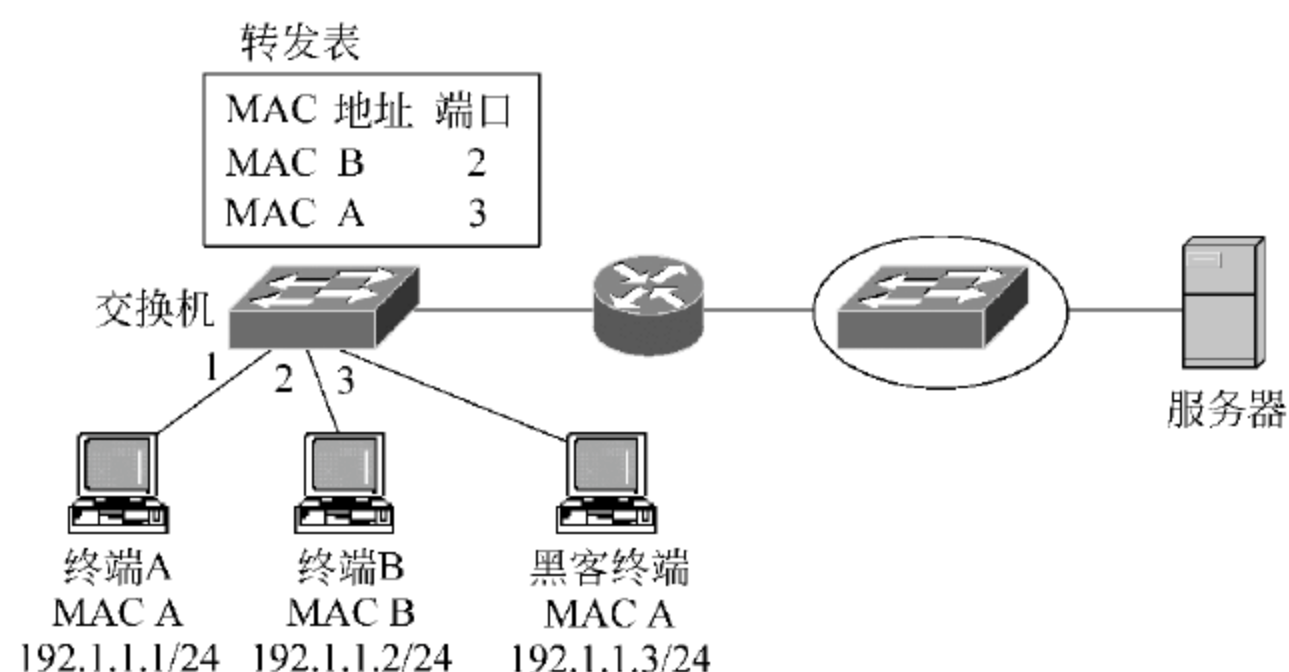 转发表
MAC 地址 端口
MAC B 2
MAC A 3
交换机
1
2
3
服务器
终端A
MAC A
192.1.1.1/24
终端B
MAC B
192.1.1.2/24
黑客终端
MAC A
192.1.1.3/24